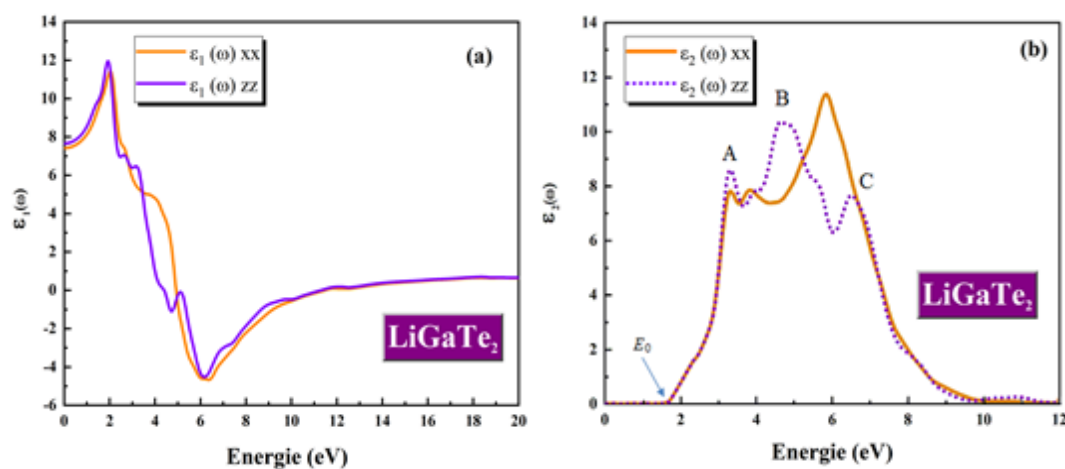 14
12
10
8
6
4
2
0
-2
-4
-6
ε₁(ω)
ε₁ (ω) xx
ε₁ (ω) zz
(a)
LiGaTe₂
0 2 4 6 8 10 12 14 16 18 20
Energie (eV)
14
12
10
8
6
4
2
0
ε₂(ω)
ε₂ (ω) xx
ε₂ (ω) zz
(b)
B
A
C
LiGaTe₂
E₀
0 2 4 6 8 10 12
Energie (eV)